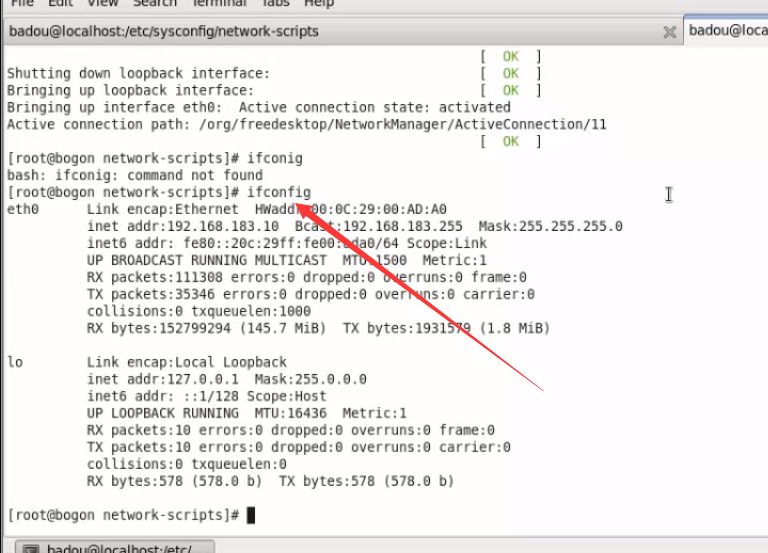 File Edit View Search Terminal Tabs Help
badou@localhost:/etc/sysconfig/network-scripts
badou@loca
[ OK ]
Shutting down loopback interface: [ OK ]
Bringing up loopback interface: [ OK ]
Bringing up interface eth0: Active connection state: activated
Active connection path: /org/freedesktop/NetworkManager/ActiveConnection/11
[ OK ]
[root@bogon network-scripts]# ifconig
bash: ifconig: command not found
[root@bogon network-scripts]# ifconfig
eth0 Link encap:Ethernet HWaddr 00:0C:29:00:AD:A0
inet addr:192.168.183.10 Bcast:192.168.183.255 Mask:255.255.255.0
inet6 addr: fe80::20c:29ff:fe00:ada0/64 Scope:Link
UP BROADCAST RUNNING MULTICAST MTU:1500 Metric:1
RX packets:111308 errors:0 dropped:0 overruns:0 frame:0
TX packets:35346 errors:0 dropped:0 overruns:0 carrier:0
collisions:0 txqueuelen:1000
RX bytes:152799294 (145.7 MiB) TX bytes:1931579 (1.8 MiB)
lo Link encap:Local Loopback
inet addr:127.0.0.1 Mask:255.0.0.0
inet6 addr: ::1/128 Scope:Host
UP LOOPBACK RUNNING MTU:16436 Metric:1
RX packets:10 errors:0 dropped:0 overruns:0 frame:0
TX packets:10 errors:0 dropped:0 overruns:0 carrier:0
collisions:0 txqueuelen:0
RX bytes:578 (578.0 b) TX bytes:578 (578.0 b)
[root@bogon network-scripts]#
badou@localhost:/etc/